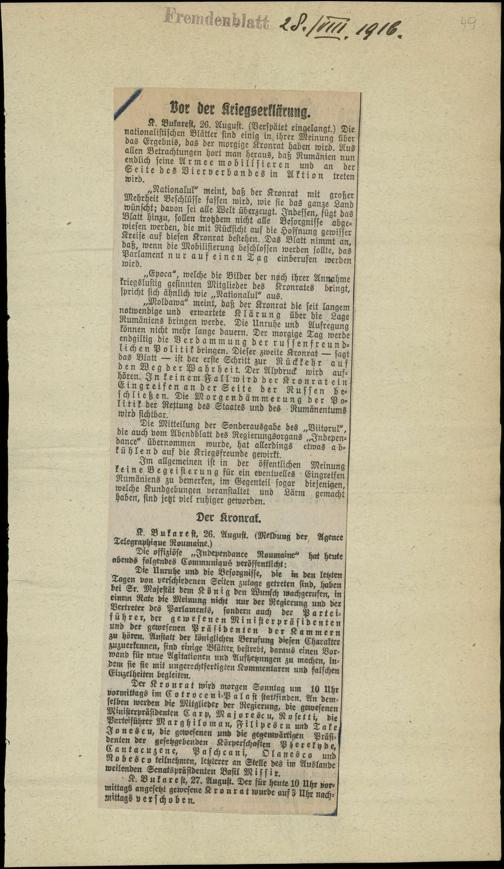 Fremdenblatt 28./VIII. 1916.
49
Vor der Kriegserklärung.
K. Bukarest, 26. August. (Verspätet eingelangt.) Die
nationalistischen Blätter sind einig in ihrer Meinung über
das Ergebnis, das der morgige Kronrat haben wird. Aus
allen Betrachtungen hört man heraus, daß Rumänien nun
endlich seine Armee mobilisieren und an der
Seite des Vierverbandes in Aktion treten
wird.
„Nationalul" meint, daß der Kronrat mit großer
Mehrheit Beschlüsse fassen wird, wie sie das ganze Land
wünscht; davon sei alle Welt überzeugt. Indessen, fügt das
Blatt hinzu, sollen trotzdem nicht alle Besorgnisse abge-
wiesen werden, die mit Rücksicht auf die Hoffnung gewisser
Kreise auf diesen Kronrat bestehen. Das Blatt nimmt an,
daß, wenn die Mobilisierung beschlossen werden sollte, das
Parlament nur auf einen Tag einberufen werden
wird.
„Epoca", welche die Bilder der nach ihrer Annahme
kriegslustig gesinnten Mitglieder des Kronrates bringt,
spricht sich ähnlich wie „Nationalul" aus.
„Moldawa" meint, daß der Kronrat die seit langem
notwendige und erwartete Klärung über die Lage
Rumäniens bringen werde. Die Unruhe und Aufregung
können nicht mehr lange dauern. Der morgige Tag werde
endgiltig die Verdammung der russenfreund-
lichen Politik bringen. Dieser zweite Kronrat — sagt
das Blatt — ist der erste Schritt zur Rückkehr auf
den Weg der Wahrheit. Der Alpdruck wird auf-
hören. In keinem Fall wird der Kronrat ein
Eingreifen an der Seite der Russen be-
schließen. Die Morgendämmerung der Po-
litik der Rettung des Staates und des Rumänentums
wird sichtbar.
Die Mitteilung der Sonderausgabe des „Viitorul",
die auch vom Abendblatt des Regierungsorgans „Indepen-
dance" übernommen wurde, hat allerdings etwas ab-
kühlend auf die Kriegsfreunde gewirkt.
Im allgemeinen ist in der öffentlichen Meinung
keine Begeisterung für ein eventuelles Eingreifen
Rumäniens zu bemerken, im Gegenteil sogar diejenigen,
welche Kundgebungen veranstaltet und Lärm gemacht
haben, sind jetzt viel ruhiger geworden.
Der Kronrat.
K. Bukarest, 26. August. (Meldung der Agence
Telegraphique Roumaine.)
Die offiziöse „Independance Roumaine" hat heute
abends folgendes Communiqué veröffentlicht:
Die Unruhe und die Besorgnisse, die in den letzten
Tagen von verschiedenen Seiten zutage getreten sind, haben
bei Sr. Majestät dem König den Wunsch wachgerufen, in
einem Rate die Meinung nicht nur der Regierung und der
Vertreter des Parlaments, sondern auch der Partei-
führer, der gewesenen Ministerpräsidenten
und der gewesenen Präsidenten der Kammern
zu hören. Anstatt der königlichen Berufung diesen Charakter
zuzuerkennen, sind einige Blätter, bestrebt, daraus einen Vor-
wand für neue Agitationen und Aufhetzungen zu machen, in-
dem sie sie mit ungerechtfertigten Kommentaren und falschen
Einzelheiten begleiten.
Der Kronrat wird morgen Sonntag um 10 Uhr
vormittags im Cotroceni-Palast stattfinden. An dem-
selben werden die Mitglieder der Regierung, die gewesenen
Ministerpräsidenten Carp, Majorescu, Rosetti, die
Parteiführer Marghiloman, Filipescu und Take
Jonescu, die gewesenen und die gegenwärtigen Präsi-
denten der gesetzgebenden Körperschaften Pherekyde,
Cantacuzene, Paschcani, Olanesco und
Robesco teilnehmen, letzterer an Stelle des im Auslande
weilenden Senatspräsidenten Basil Missir.
K. Bukarest, 27. August. Der für heute 10 Uhr vor-
mittags angesetzt gewesene Kronrat wurde auf 5 Uhr nach-
mittags verschoben.